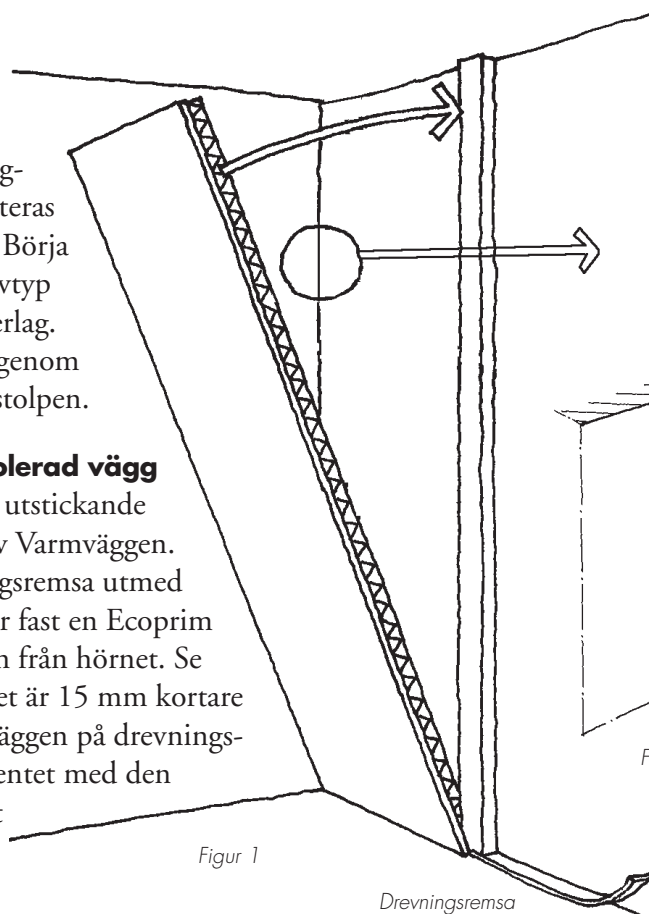 g-
teras
Börja
vtyp
erlag.
genom
stolpen.
olerad vägg
utstickande
v Varmväggen.
gsremsa utmed
r fast en Ecoprim
n från hörnet. Se
et är 15 mm kortare
äggen på drevnings-
entet med den
t
Figur 1
F
Drevningsremsa